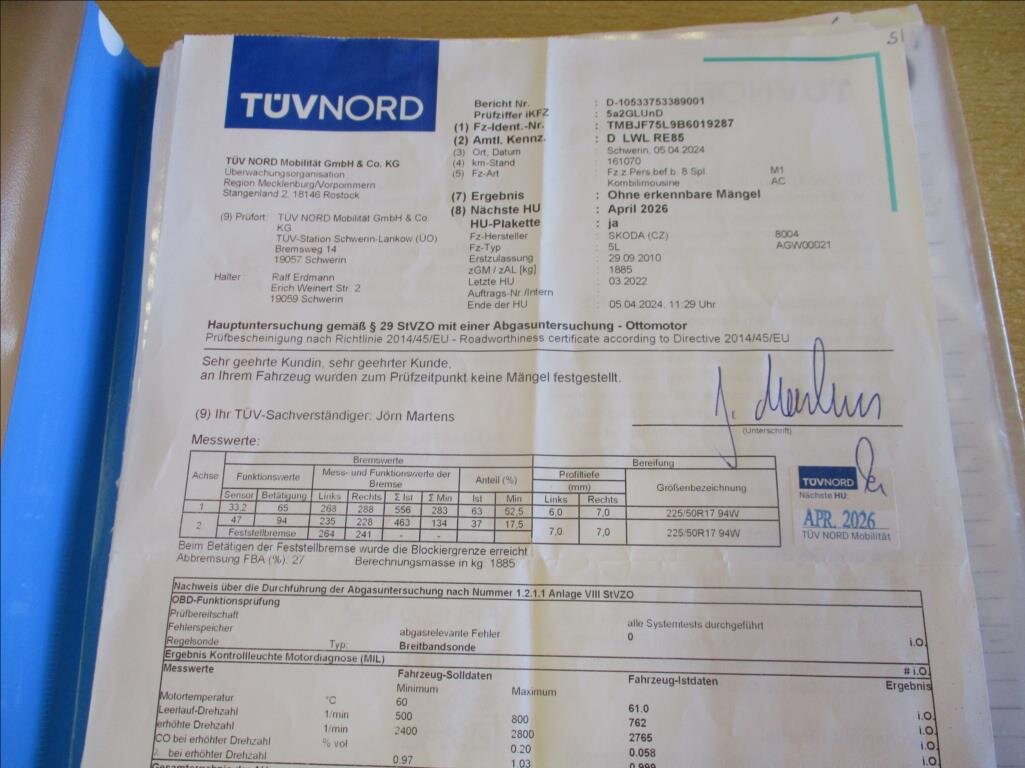 SI
TÜVNORD
Bericht Nr. : D-10533753389001
Prüfziffer iKFZ : 5a2GLUnD
(1) Fz-Ident.-Nr. : TMBJF75L9B6019287
(2) Amtl. Kennz. : D LWL RE85
(3) Ort, Datum : Schwerin, 05.04.2024
(4) km-Stand : 161070
(5) Fz-Art : Fz.z.Pers.bef.b. 8 Spl. M1
Kombilimousine AC
(7) Ergebnis : Ohne erkennbare Mängel
(8) Nächste HU : April 2026
HU-Plakette : ja
Fz-Hersteller : SKODA (CZ) 8004
Fz-Typ : 5L AGW00021
Erstzulassung : 29.09.2010
zGM / zAL [kg] : 1885
Letzte HU : 03.2022
Auftrags-Nr./Intern :
Ende der HU : 05.04.2024, 11:29 Uhr
TÜV NORD Mobilität GmbH & Co. KG
Überwachungsorganisation
Region Mecklenburg/Vorpommern
Stangenland 2, 18146 Rostock
(9) Prüfort: TÜV NORD Mobilität GmbH & Co.
KG
TÜV-Station Schwerin-Lankow (ÜO)
Bremsweg 14
19057 Schwerin
Halter: Ralf Erdmann
Erich Weinert Str. 2
19059 Schwerin
Hauptuntersuchung gemäß § 29 StVZO mit einer Abgasuntersuchung - Ottomotor
Prüfbescheinigung nach Richtlinie 2014/45/EU - Roadworthiness certificate according to Directive 2014/45/EU
Sehr geehrte Kundin, sehr geehrter Kunde,
an Ihrem Fahrzeug wurden zum Prüfzeitpunkt keine Mängel festgestellt.
(9) Ihr TÜV-Sachverständiger: Jörn Martens
J. Martens
(Unterschrift)
Messwerte:
Achse Bremswerte Bereifung
Funktionswerte Mess- und Funktionswerte der Bremse Anteil (%) Profiltiefe (mm) Größenbezeichnung
Sensor Betätigung Links Rechts Σ Ist Σ Min Ist Min Links Rechts
1 33,2 65 268 288 556 283 63 52,5 6,0 7,0 225/50R17 94W
2 47 94 235 228 463 134 37 17,5 7,0 7,0 225/50R17 94W
Feststellbremse 264 241 - - - -
TÜVNORD
Nächste HU:
APR. 2026
TÜV NORD Mobilität
Beim Betätigen der Feststellbremse wurde die Blockiergrenze erreicht
Abbremsung FBA (%): 27 Berechnungsmasse in kg: 1885
Nachweis über die Durchführung der Abgasuntersuchung nach Nummer 1.2.1.1 Anlage VIII StVZO
OBD-Funktionsprüfung
Prüfbereitschaft alle Systemtests durchgeführt
Fehlerspeicher abgasrelevante Fehler 0 i.O.
Regelsonde Typ: Breitbandsonde
Ergebnis Kontrollleuchte Motordiagnose (MIL) # i.O.
Messwerte Fahrzeug-Solldaten Fahrzeug-Istdaten Ergebnis
Minimum Maximum
Motortemperatur °C 60 61.0 i.O.
Leerlauf-Drehzahl 1/min 500 800 762 i.O.
erhöhte Drehzahl 1/min 2400 2800 2765 i.O.
CO bei erhöhter Drehzahl % vol 0.20 0.058 i.O.
bei erhöhter Drehzahl 0.97 1.03 0.999